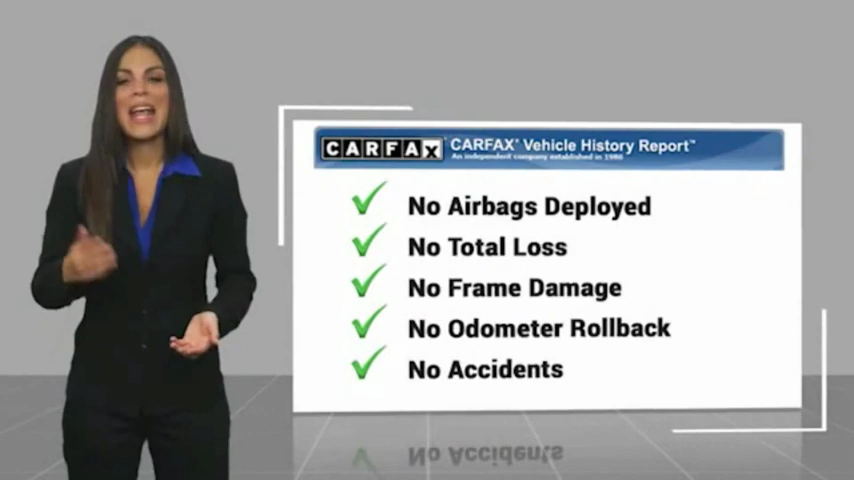 CARFAX CARFAX® Vehicle History Report™
An independent company established in 1986
No Airbags Deployed
No Total Loss
No Frame Damage
No Odometer Rollback
No Accidents
No Accidents